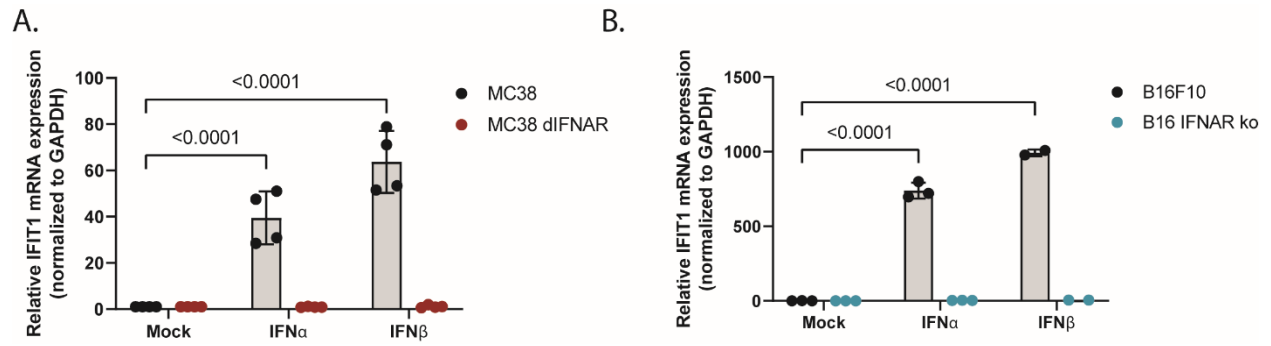 A.
Relative IFIT1 mRNA expression
(normalized to GAPDH)
100
80
60
40
20
0
<0.0001
<0.0001
MC38
MC38 dIFNAR
Mock
IFNα
IFNβ
B.
Relative IFIT1 mRNA expression
(normalized to GAPDH)
1500
1000
500
0
<0.0001
<0.0001
B16F10
B16 IFNAR ko
Mock
IFNα
IFNβ